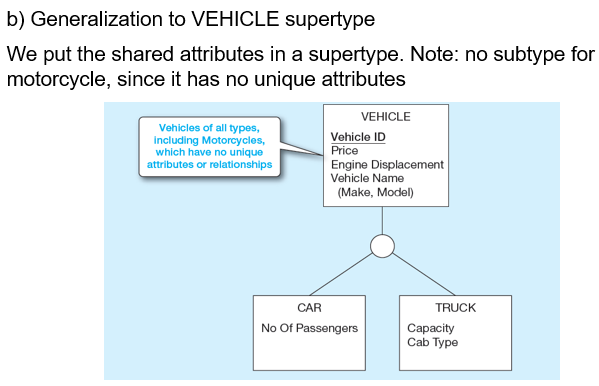 b) Generalization to VEHICLE supertype
We put the shared attributes in a supertype. Note: no subtype for
motorcycle, since it has no unique attributes
Vehicles of all types,
including Motorcycles,
which have no unique
attributes or relationships
VEHICLE
Vehicle ID
Price
Engine Displacement
Vehicle Name
(Make, Model)
CAR
No Of Passengers
TRUCK
Capacity
Cab Type